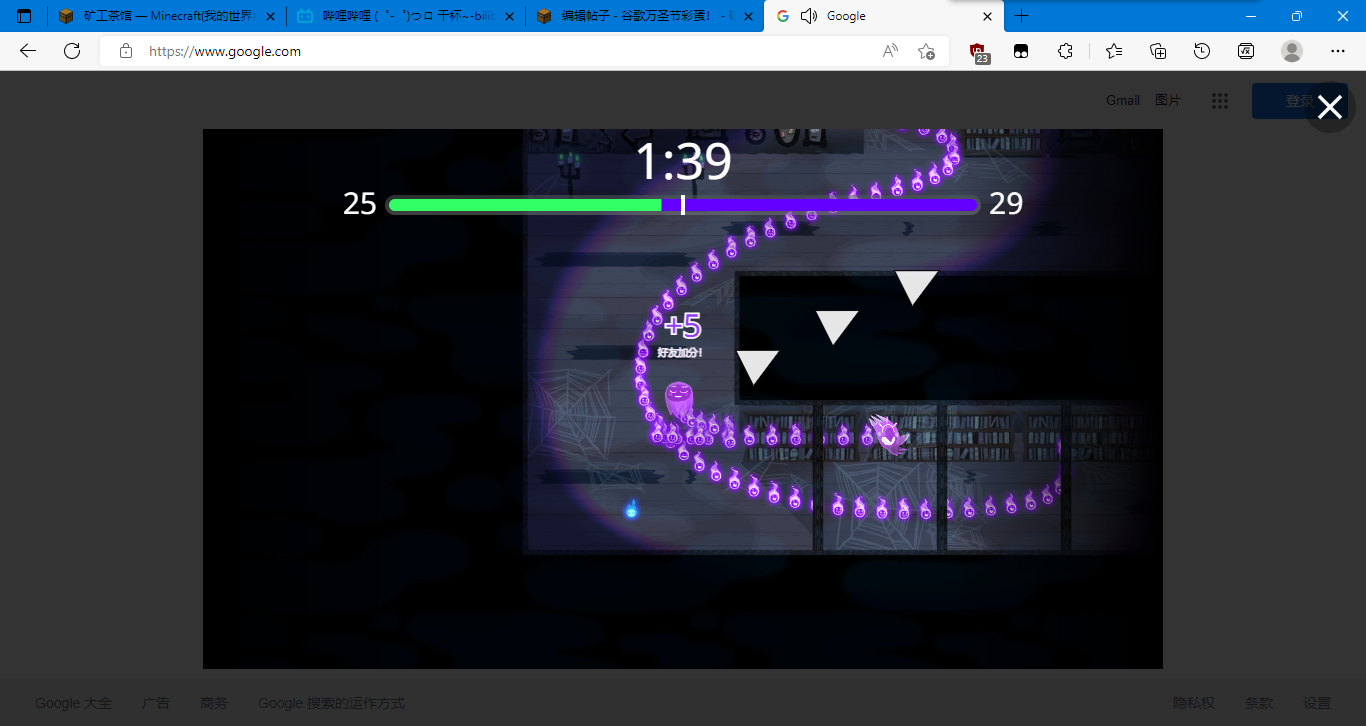 矿工茶馆 — Minecraft(我的世界)
哔哩哔哩 (゜-゜)つロ 干杯~-bili
编辑帖子 - 谷歌万圣节彩蛋！ - 
Google
https://www.google.com
23
Gmail
图片
登录
1:39
25
29
+5
好友加分!
Google 大全
广告
商务
Google 搜索的运作方式
隐私权
条款
设置